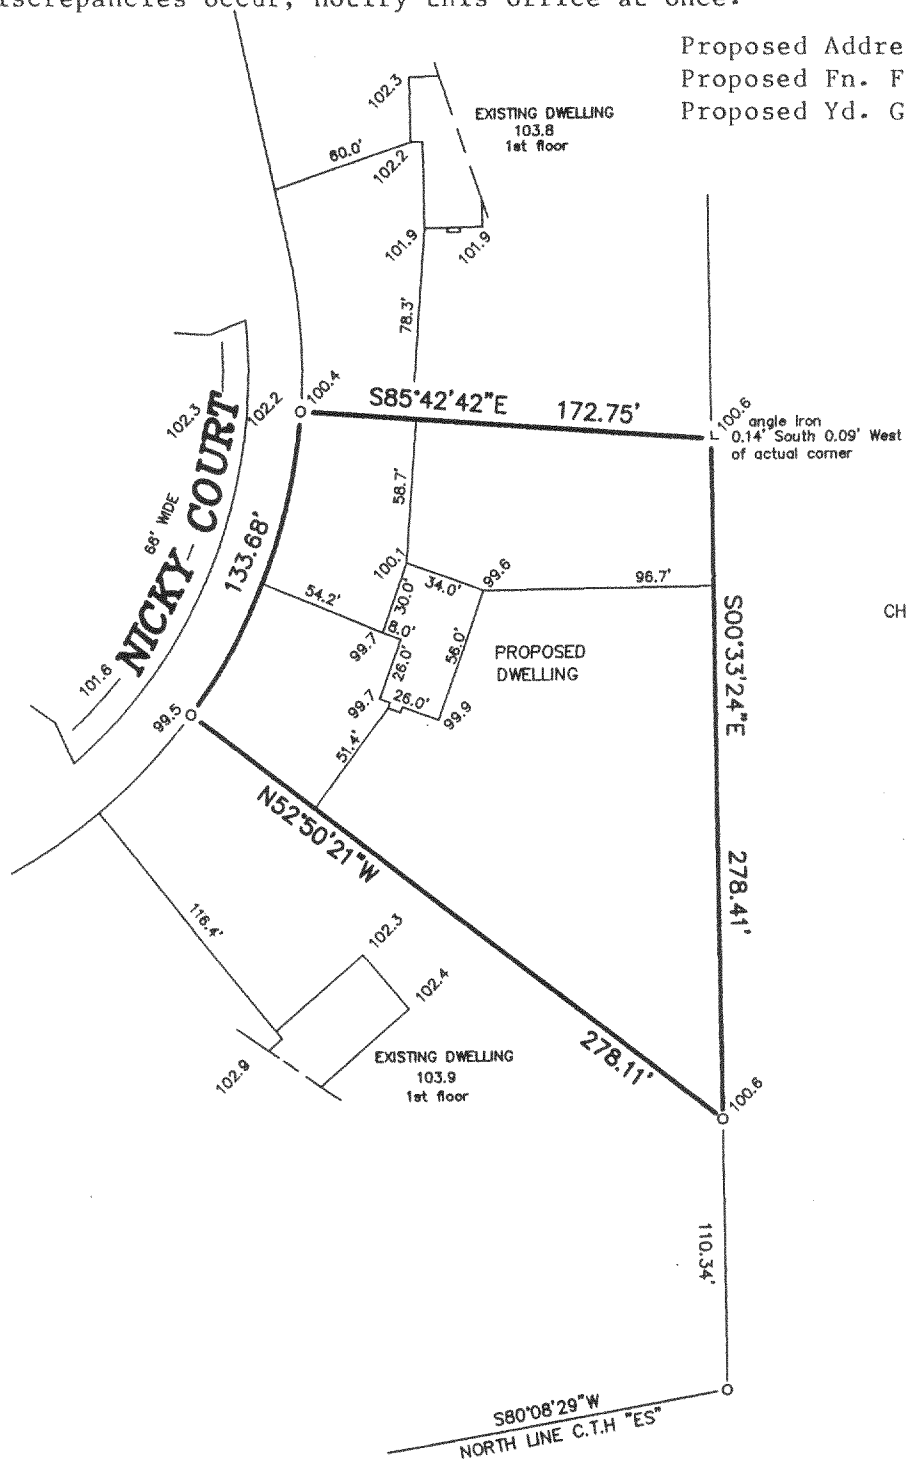 notify this office at once.
Proposed
Proposed Fn.
Proposed Yd.
102.3
EXISTING DWELLING
103.8
1st floor
60.0'
102.2
101.9
101.9
78.3'
100.4
S85°42'42"E 172.75'
100.6
angle iron
0.14' South 0.09' West
of actual corner
102.3
102.2
68' WIDE
NICKY COURT
133.68'
58.7'
100.1
34.0'
99.6
96.7'
54.2'
30.0'
8.0'
99.7
56.0'
26.0'
PROPOSED
DWELLING
S00°33'24"E
278.41'
CH
101.6
99.5
99.7
26.0'
99.9
51.4'
N52°50'21"W
278.11'
116.4'
102.3
102.4
102.9
EXISTING DWELLING
103.9
1st floor
100.6
110.34'
S80°08'29"W
NORTH LINE C.T.H "ES"